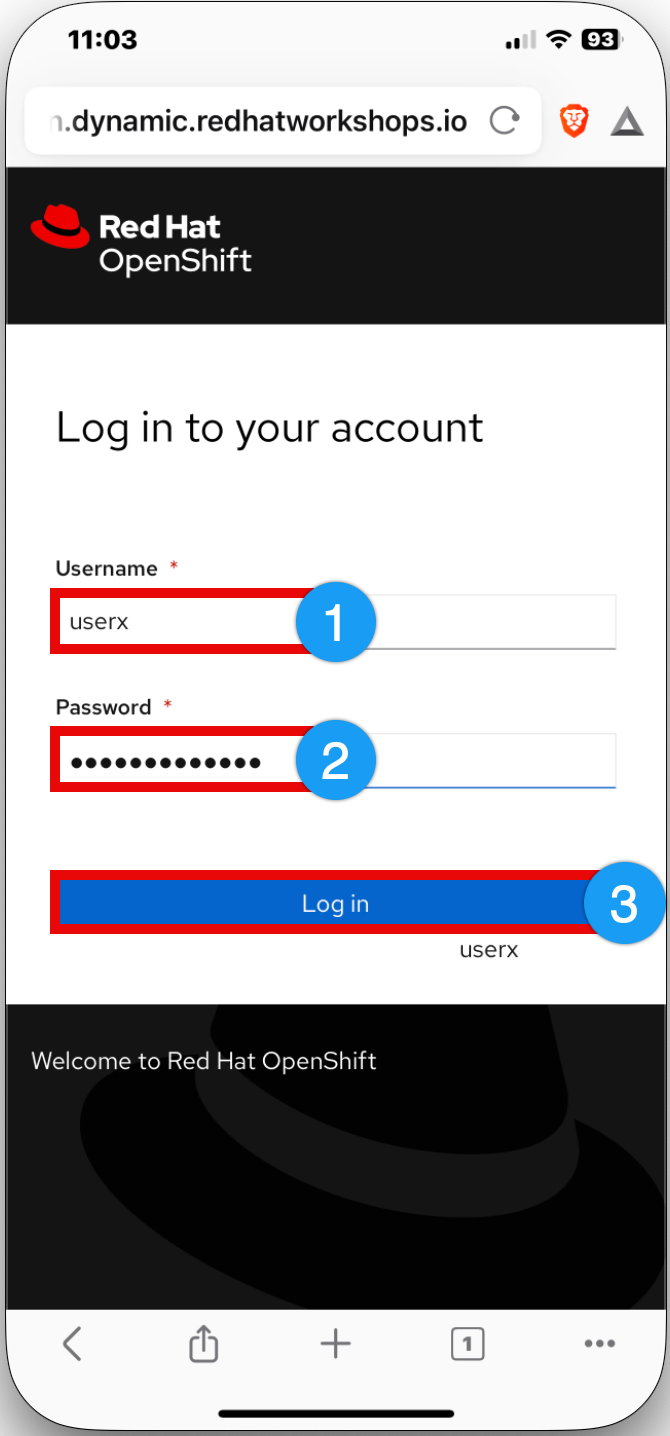 11:03
93
n.dynamic.redhatworkshops.io
Red Hat
OpenShift
Log in to your account
Username *
userx
1
Password *
•••••••••••••
2
Log in
3
userx
Welcome to Red Hat OpenShift
1